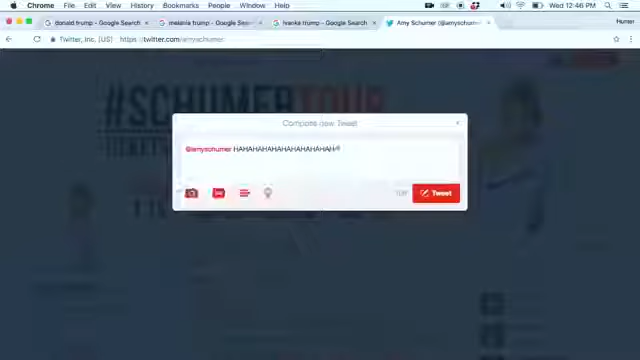 Chrome File Edit View History Bookmarks People Window Help Wed 12:46 PM
donald trump - Google Search
melania trump - Google Search
ivanka trump - Google Search
Amy Schumer (@amyschumer)
Twitter, Inc. [US] https://twitter.com/amyschumer
#SCHUMERTOUR
Compose new Tweet
@amyschumer HAHAHAHAHAHAHAHAHAHAH
GIF
Tweet